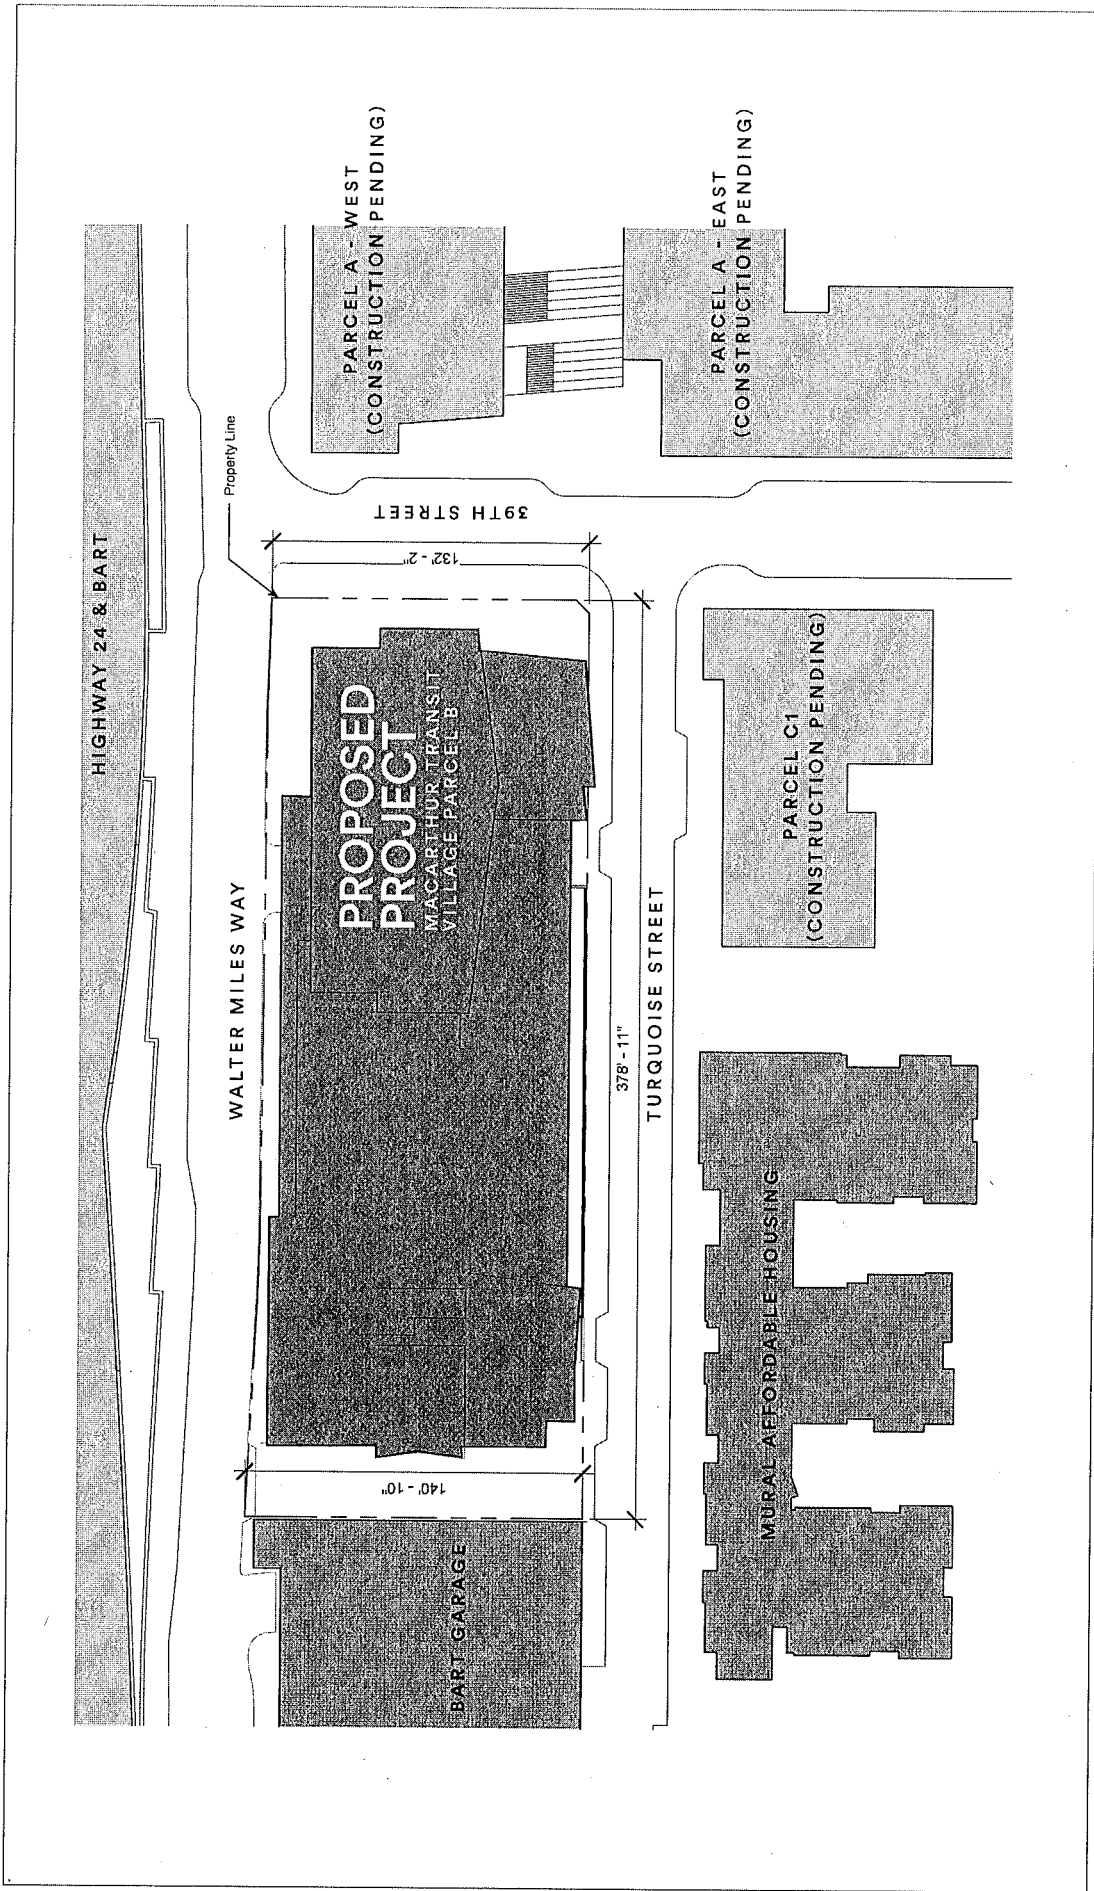 HIGHWAY 24 & BART
WALTER MILES WAY
Property Line
PARCEL A - WEST
(CONSTRUCTION PENDING)
39TH STREET
132' - 2"
PROPOSED
PROJECT
MACARTHUR TRANSIT
VILLAGE PARCEL B
PARCEL A - EAST
(CONSTRUCTION PENDING)
140' - 10"
378' - 11"
TURQUOISE STREET
BART GARAGE
PARCEL C1
(CONSTRUCTION PENDING)
MURAL AFFORDABLE HOUSING